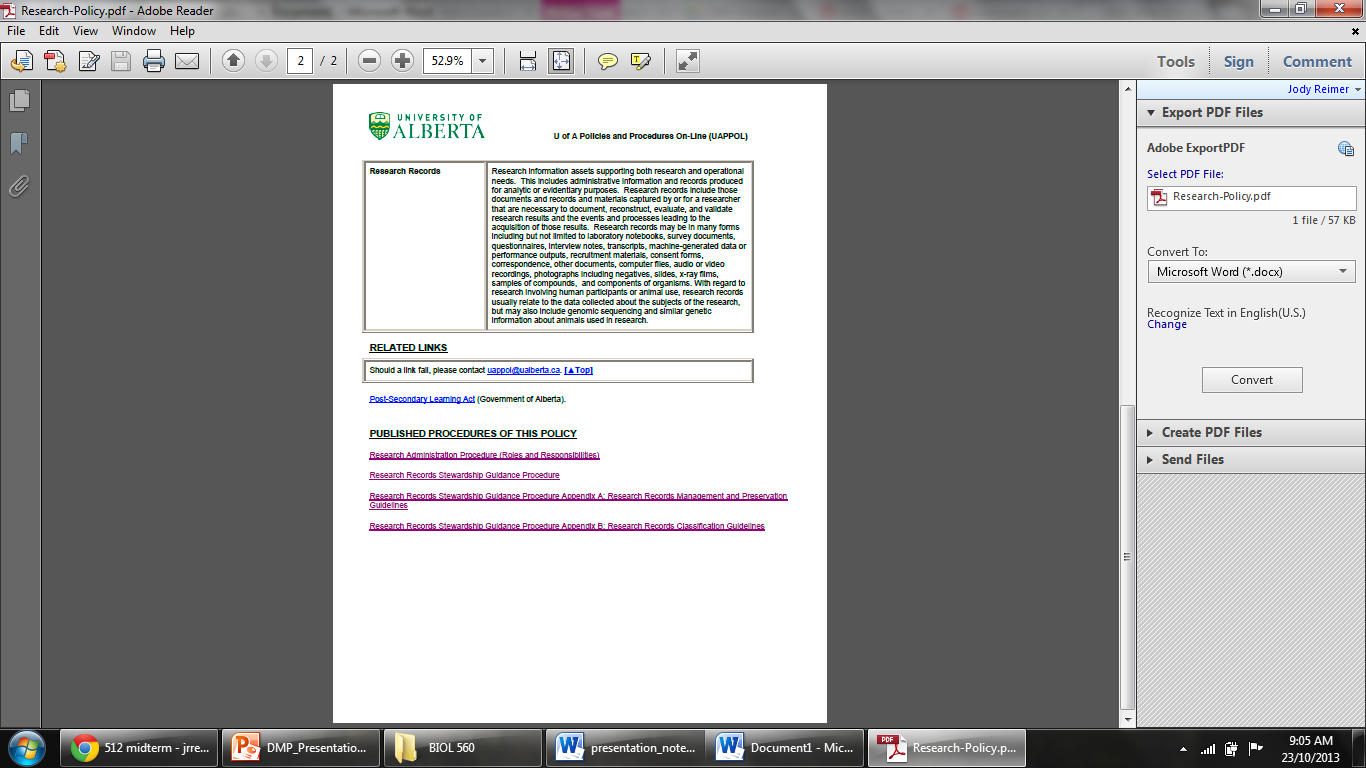 Research-Policy.pdf - Adobe Reader
File Edit View Window Help
2 / 2 52.9% Tools Sign Comment
Jody Reimer
Export PDF Files
Adobe ExportPDF
Select PDF File:
Research-Policy.pdf
1 file / 57 KB
Convert To:
Microsoft Word (*.docx)
Recognize Text in English(U.S.)
Change
Convert
Create PDF Files
Send Files
UNIVERSITY OF
ALBERTA
U of A Policies and Procedures On-Line (UAPPOL)
Research Records
Research information assets supporting both research and operational
needs. This includes administrative information and records produced
for analytic or evidentiary purposes. Research records include those
documents and records and materials captured by or for a researcher
that are necessary to document, reconstruct, evaluate, and validate
research results and the events and processes leading to the
acquisition of those results. Research records may be in many forms
including but not limited to laboratory notebooks, survey documents,
questionnaires, interview notes, transcripts, machine-generated data or
performance outputs, recruitment materials, consent forms,
correspondence, other documents, computer files, audio or video
recordings, photographs including negatives, slides, x-ray films,
samples of compounds, and components of organisms. With regard to
research involving human participants or animal use, research records
usually relate to the data collected about the subjects of the research,
but may also include genomic sequencing and similar genetic
information about animals used in research.
RELATED LINKS
Should a link fail, please contact uappol@ualberta.ca. [▲Top]
Post-Secondary Learning Act (Government of Alberta).
PUBLISHED PROCEDURES OF THIS POLICY
Research Administration Procedure (Roles and Responsibilities)
Research Records Stewardship Guidance Procedure
Research Records Stewardship Guidance Procedure Appendix A: Research Records Management and Preservation
Guidelines
Research Records Stewardship Guidance Procedure Appendix B: Research Records Classification Guidelines
512 midterm - jrre... DMP_Presentatio... BIOL 560 presentation_note... Document1 - Mic... Research-Policy.p...
9:05 AM
23/10/2013